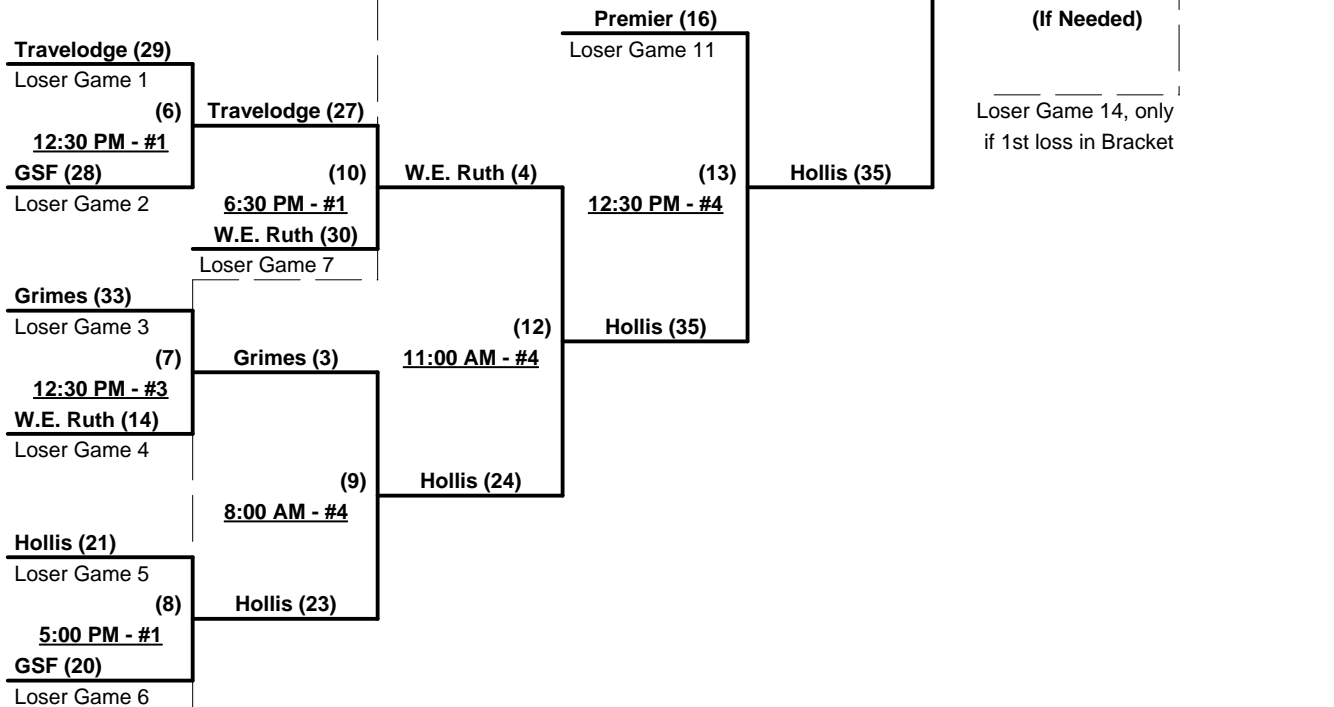 Premier (16)
(If Needed)
Travelodge (29)
Loser Game 11
Loser Game 1
(6)
Travelodge (27)
Loser Game 14, only
12:30 PM - #1
if 1st loss in Bracket
GSF (28)
(10)
W.E. Ruth (4)
(13)
Hollis (35)
Loser Game 2
6:30 PM - #1
12:30 PM - #4
W.E. Ruth (30)
Loser Game 7
Grimes (33)
Loser Game 3
(12)
Hollis (35)
(7)
Grimes (3)
11:00 AM - #4
12:30 PM - #3
W.E. Ruth (14)
Loser Game 4
(9)
Hollis (24)
8:00 AM - #4
Hollis (21)
Loser Game 5
(8)
Hollis (23)
5:00 PM - #1
GSF (20)
Loser Game 6